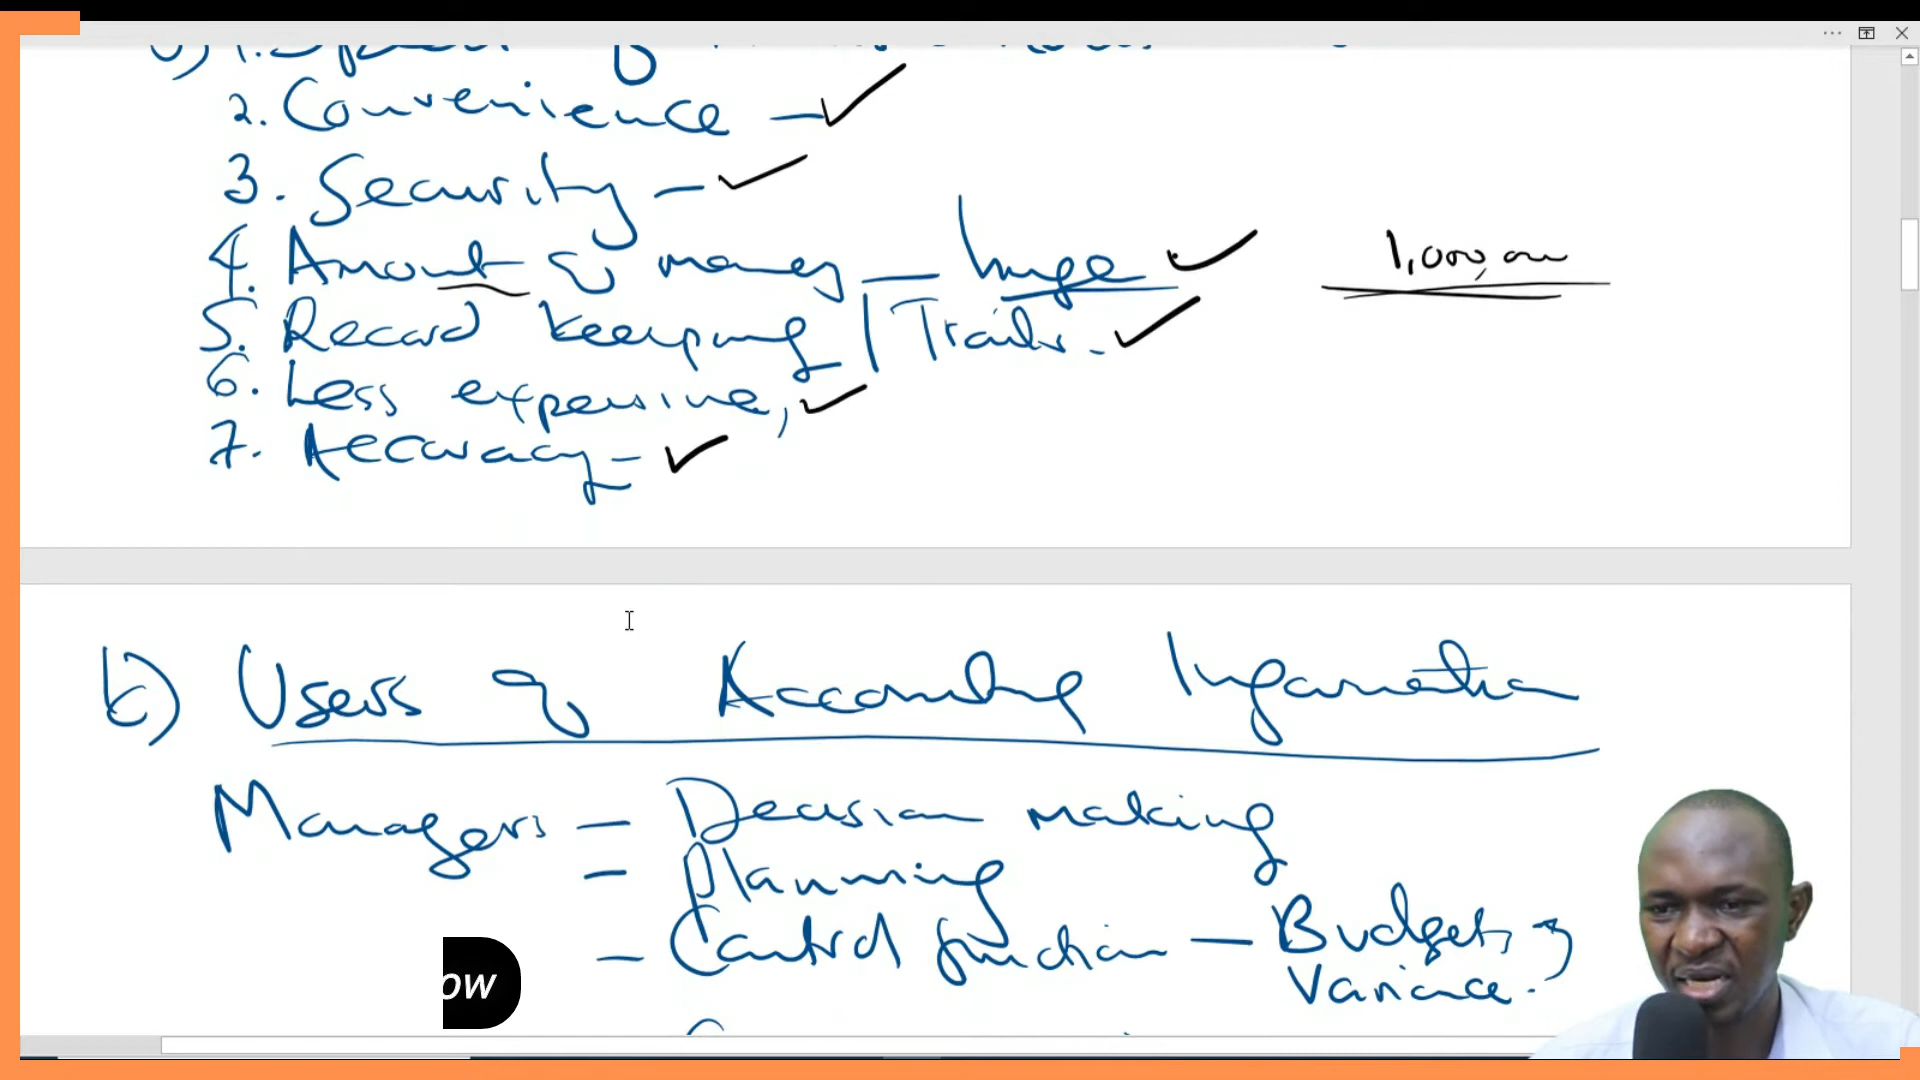 2. Convenience -
3. Security -
4. Amount of money - huge
1,000,000
5. Record keeping / Trails.
6. Less expensive,
7. Accuracy -
Users of Accounting Information
Managers - Decision making
- Planning
- Control function - Budgets &
Variance.
ow